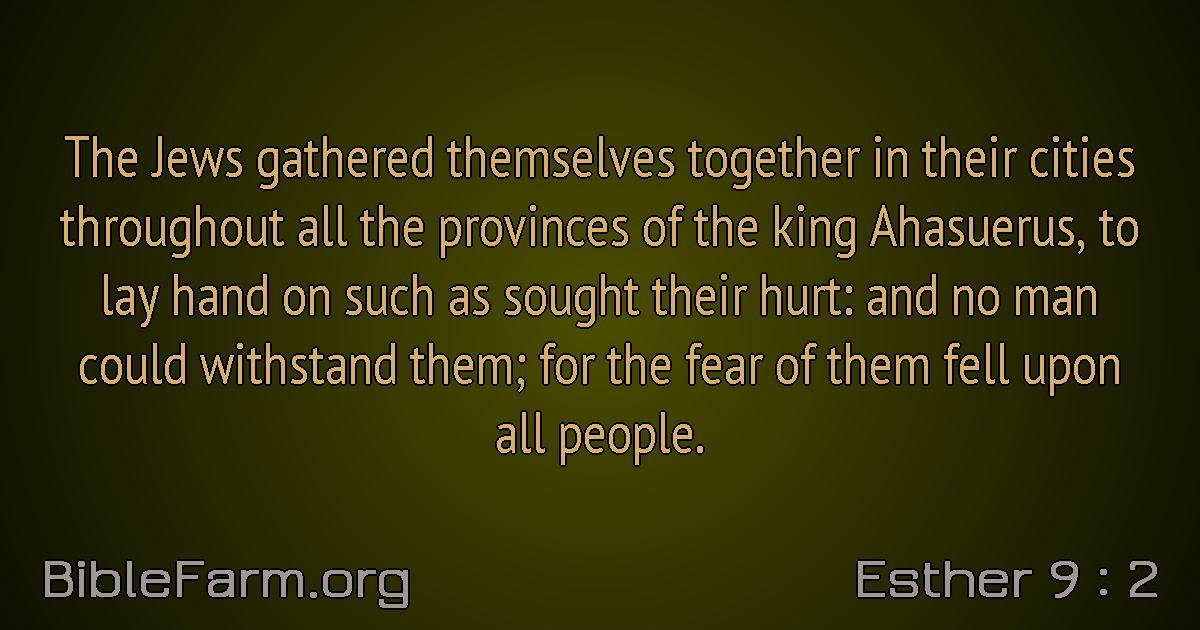 The Jews gathered themselves together in their cities
throughout all the provinces of the king Ahasuerus, to
lay hand on such as sought their hurt: and no man
could withstand them; for the fear of them fell upon
all people.
BibleFarm.org
Esther 9 : 2